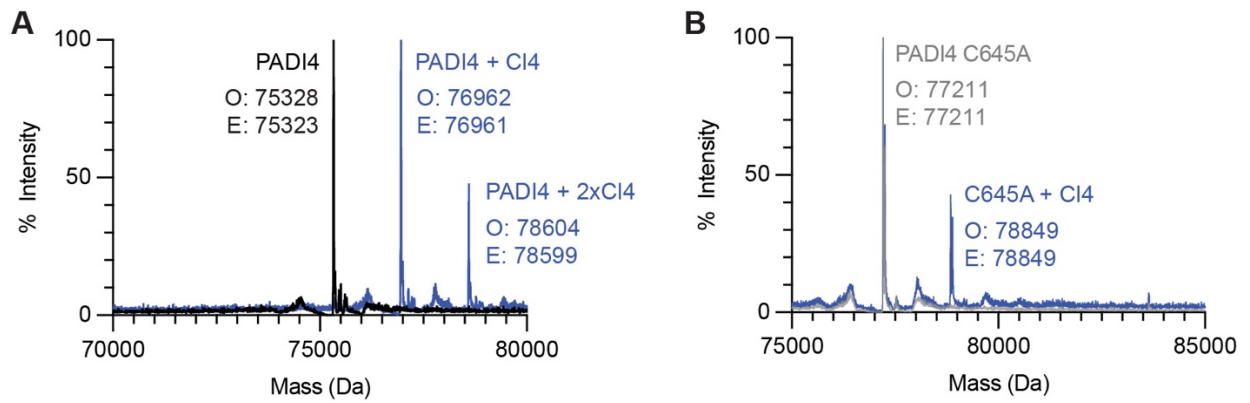 A
100
50
0
% Intensity
PADI4
O: 75328
E: 75323
PADI4 + Cl4
O: 76962
E: 76961
PADI4 + 2xCl4
O: 78604
E: 78599
70000 75000 80000
Mass (Da)
B
100
50
0
% Intensity
PADI4 C645A
O: 77211
E: 77211
C645A + Cl4
O: 78849
E: 78849
75000 80000 85000
Mass (Da)